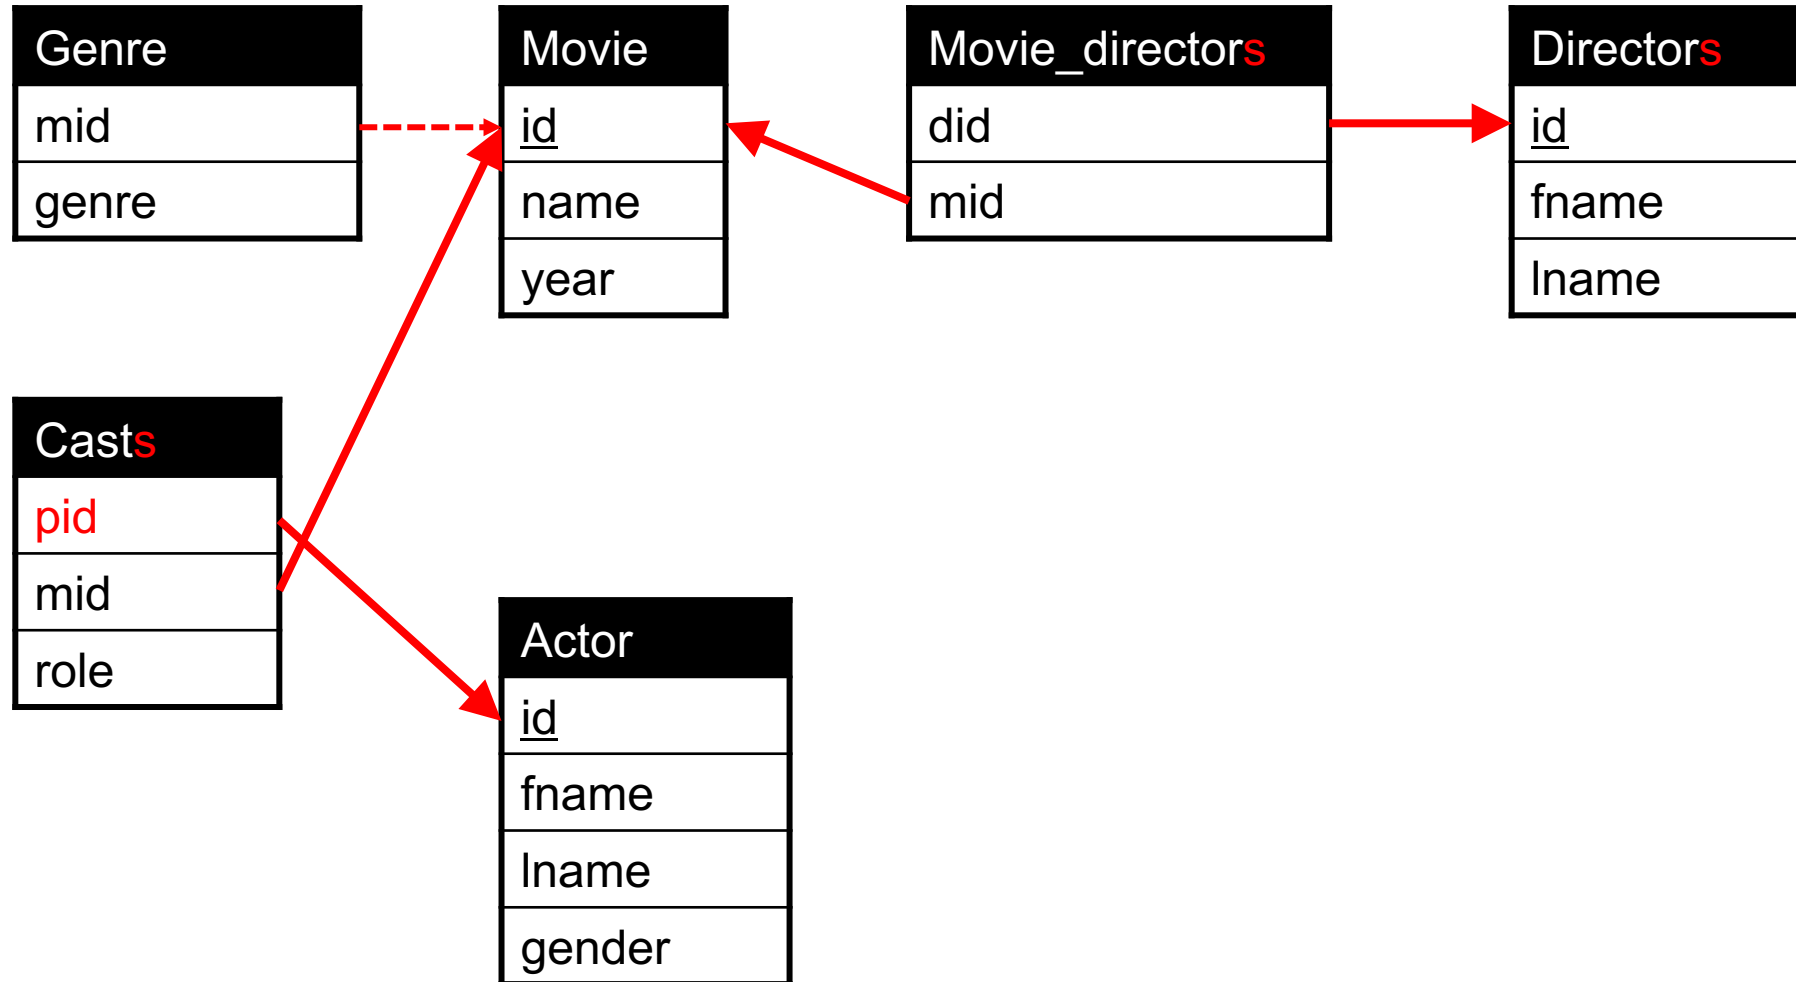 Genre
mid
genre
Movie
id
name
year
Movie_directors
did
mid
Directors
id
fname
lname
Casts
pid
mid
role
Actor
id
fname
lname
gender